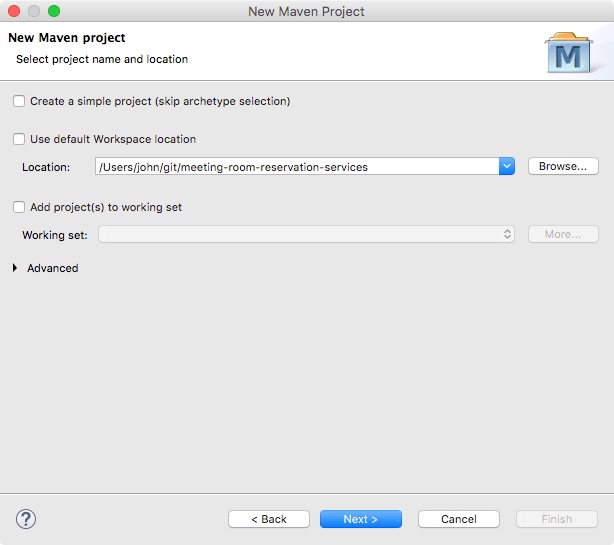 New Maven Project
New Maven project
Select project name and location
M
Create a simple project (skip archetype selection)
Use default Workspace location
Location: /Users/john/git/meeting-room-reservation-services Browse...
Add project(s) to working set
Working set: More...
Advanced
? < Back Next > Cancel Finish